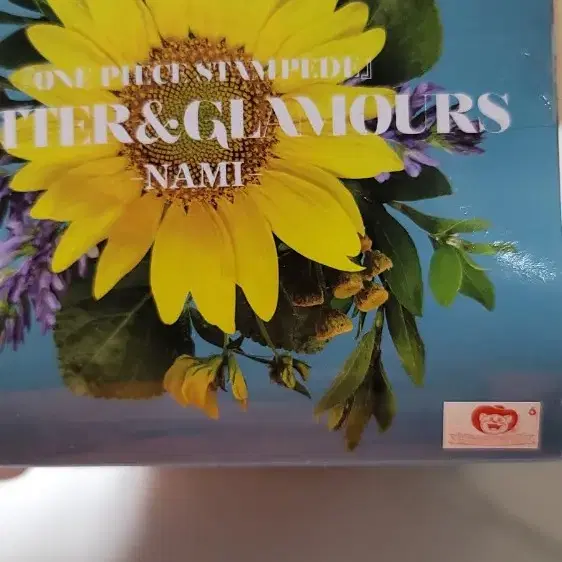 『ONE PIECE STAMPEDE』
TTER&GLAMOURS
-NAMI-